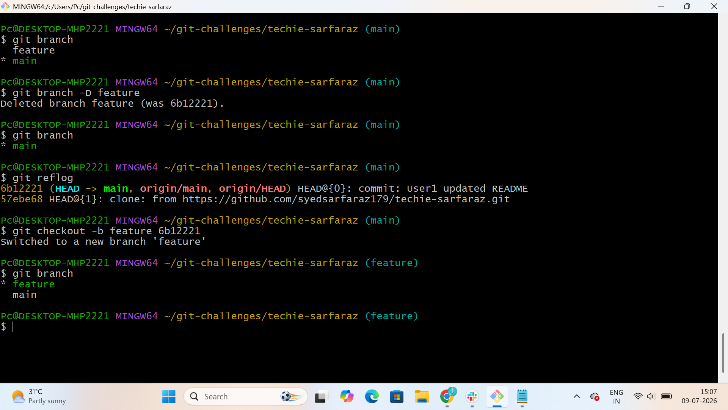 MINGW64:/c/Users/Pc/git-challenges/techie-sarfaraz
Pc@DESKTOP-MHP2221 MINGW64 ~/git-challenges/techie-sarfaraz (main)
$ git branch
  feature
* main
Pc@DESKTOP-MHP2221 MINGW64 ~/git-challenges/techie-sarfaraz (main)
$ git branch -D feature
Deleted branch feature (was 6b12221).
Pc@DESKTOP-MHP2221 MINGW64 ~/git-challenges/techie-sarfaraz (main)
$ git branch
* main
Pc@DESKTOP-MHP2221 MINGW64 ~/git-challenges/techie-sarfaraz (main)
$ git reflog
6b12221 (HEAD -> main, origin/main, origin/HEAD) HEAD@{0}: commit: User1 updated README
57ebe68 HEAD@{1}: clone: from https://github.com/syedsarfaraz179/techie-sarfaraz.git
Pc@DESKTOP-MHP2221 MINGW64 ~/git-challenges/techie-sarfaraz (main)
$ git checkout -b feature 6b12221
Switched to a new branch 'feature'
Pc@DESKTOP-MHP2221 MINGW64 ~/git-challenges/techie-sarfaraz (feature)
$ git branch
* feature
  main
Pc@DESKTOP-MHP2221 MINGW64 ~/git-challenges/techie-sarfaraz (feature)
$
31°C
Partly sunny
Search
ENG
IN
15:07
09-07-2026